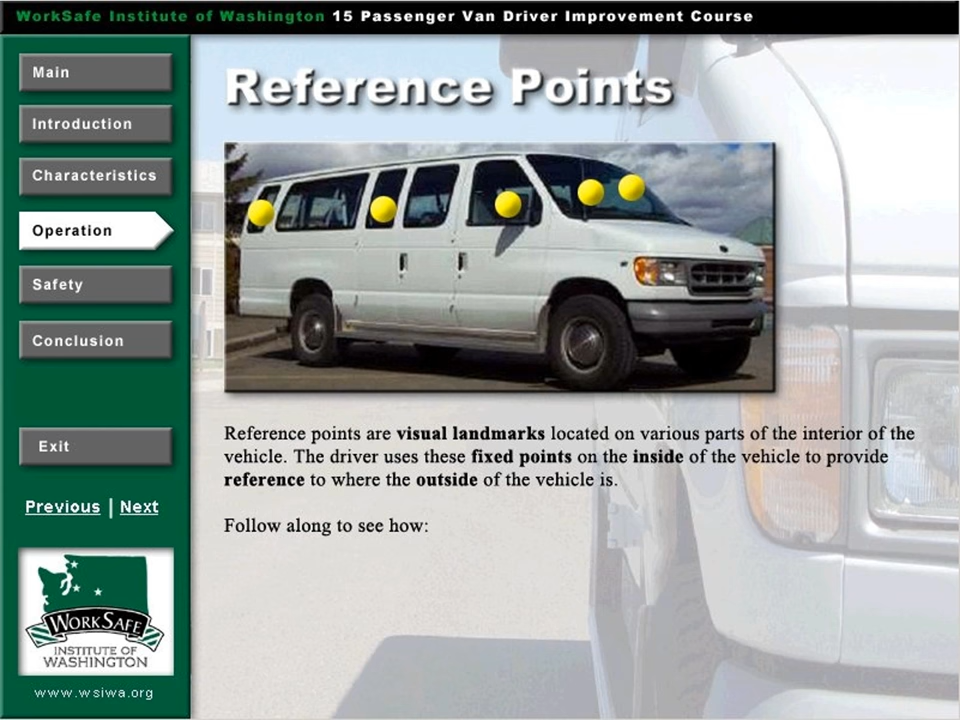 WorkSafe Institute of Washington 15 Passenger Van Driver Improvement Course
Main
Introduction
Characteristics
Operation
Safety
Conclusion
Exit
Previous | Next
WORKSAFE
INSTITUTE OF
WASHINGTON
www.wsiwa.org
Reference Points
Reference points are visual landmarks located on various parts of the interior of the
vehicle. The driver uses these fixed points on the inside of the vehicle to provide
reference to where the outside of the vehicle is.
Follow along to see how: